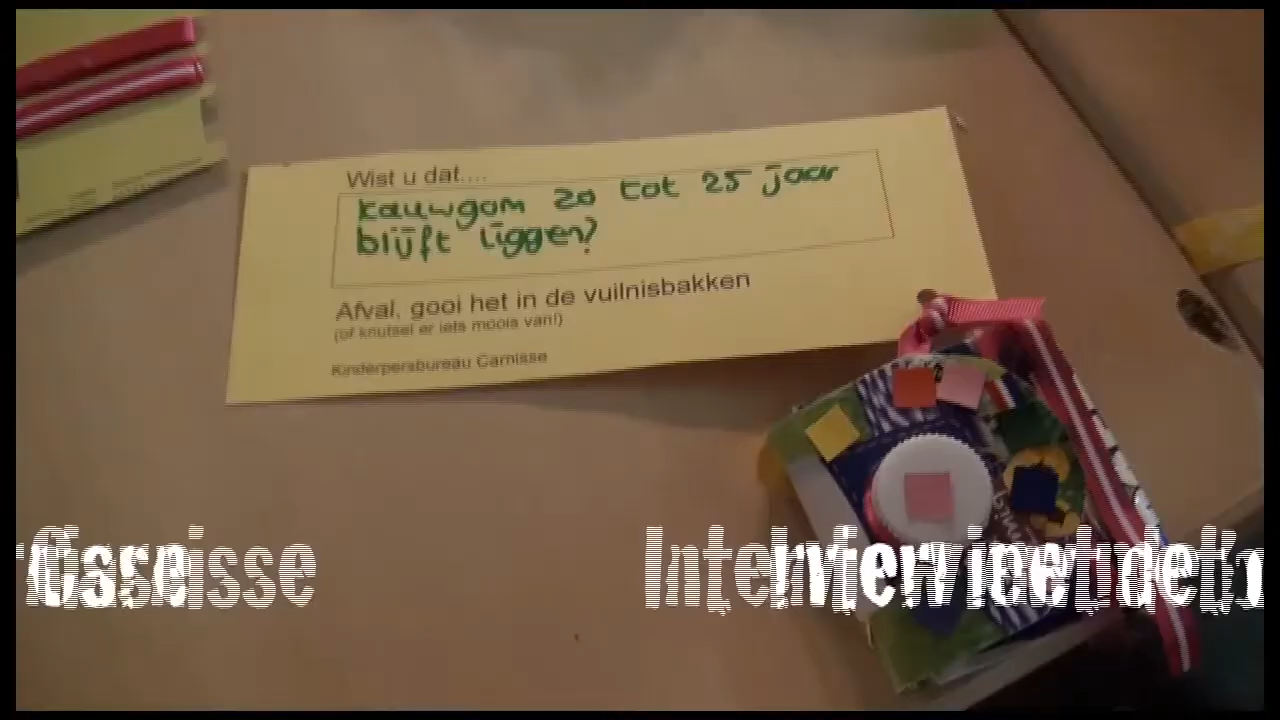 Wist u dat....
kauwgom 20 tot 25 jaar
blijft liggen?
Afval, gooi het in de vuilnisbakken
(of knutsel er iets moois van!)
Kinderpersbureau Carnisse